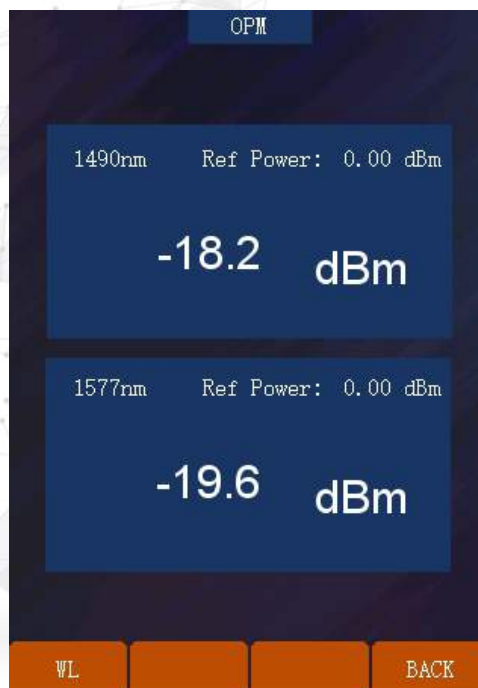 OPM
1490nm Ref Power: 0.00 dBm
-18.2 dBm
1577nm Ref Power: 0.00 dBm
-19.6 dBm
WL BACK